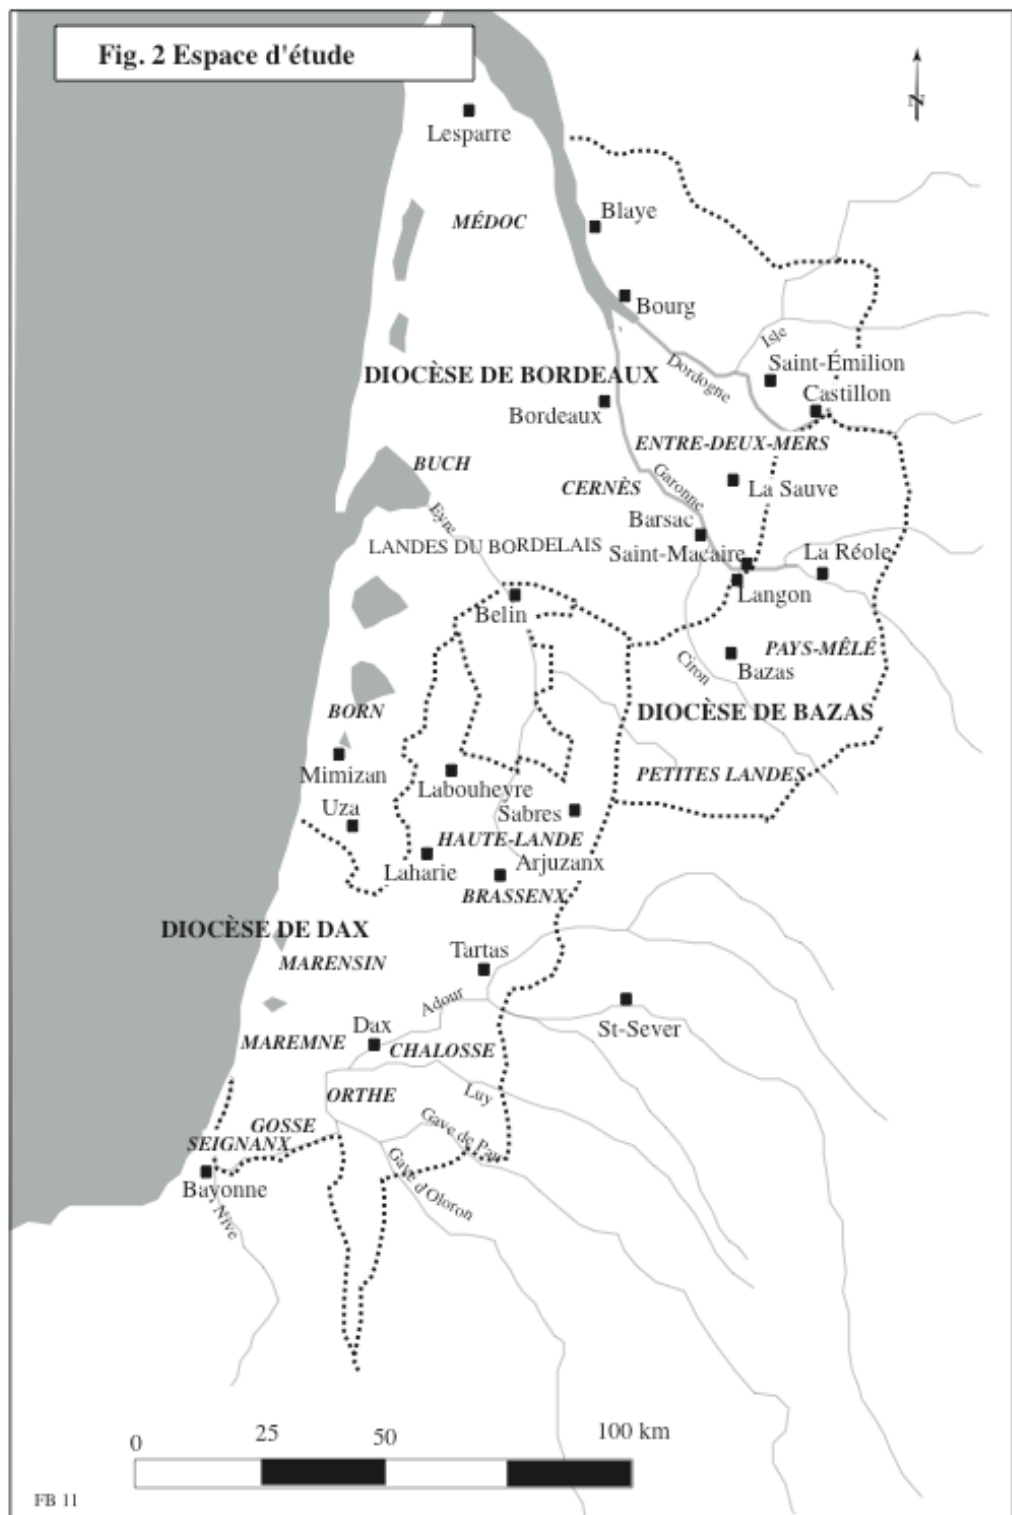 Fig. 2 Espace d'étude
N
Lesparre
MÉDOC
Blaye
Bourg
Isle
Saint-Émilion
DIOCÈSE DE BORDEAUX
Dordogne
Castillon
Bordeaux
ENTRE-DEUX-MERS
BUCH
Garonne
CERNÈS
La Sauve
Eyre
Barsac
LANDES DU BORDELAIS
Saint-Macaire
La Réole
Langon
Belin
PAYS-MÊLÉ
Ciron
Bazas
BORN
DIOCÈSE DE BAZAS
Mimizan
Labouheyre
PETITES LANDES
Uza
Sabres
HAUTE-LANDE
Laharie
Arjuzanx
BRASSENX
DIOCÈSE DE DAX
Tartas
MARENSIN
Adour
Dax
St-Sever
MAREMNE
CHALOSSE
ORTHE
Luy
GOSSE
Gave de Pau
SEIGNANX
Gave d'Oloron
Bayonne
Nive
0 25 50 100 km
FB 11